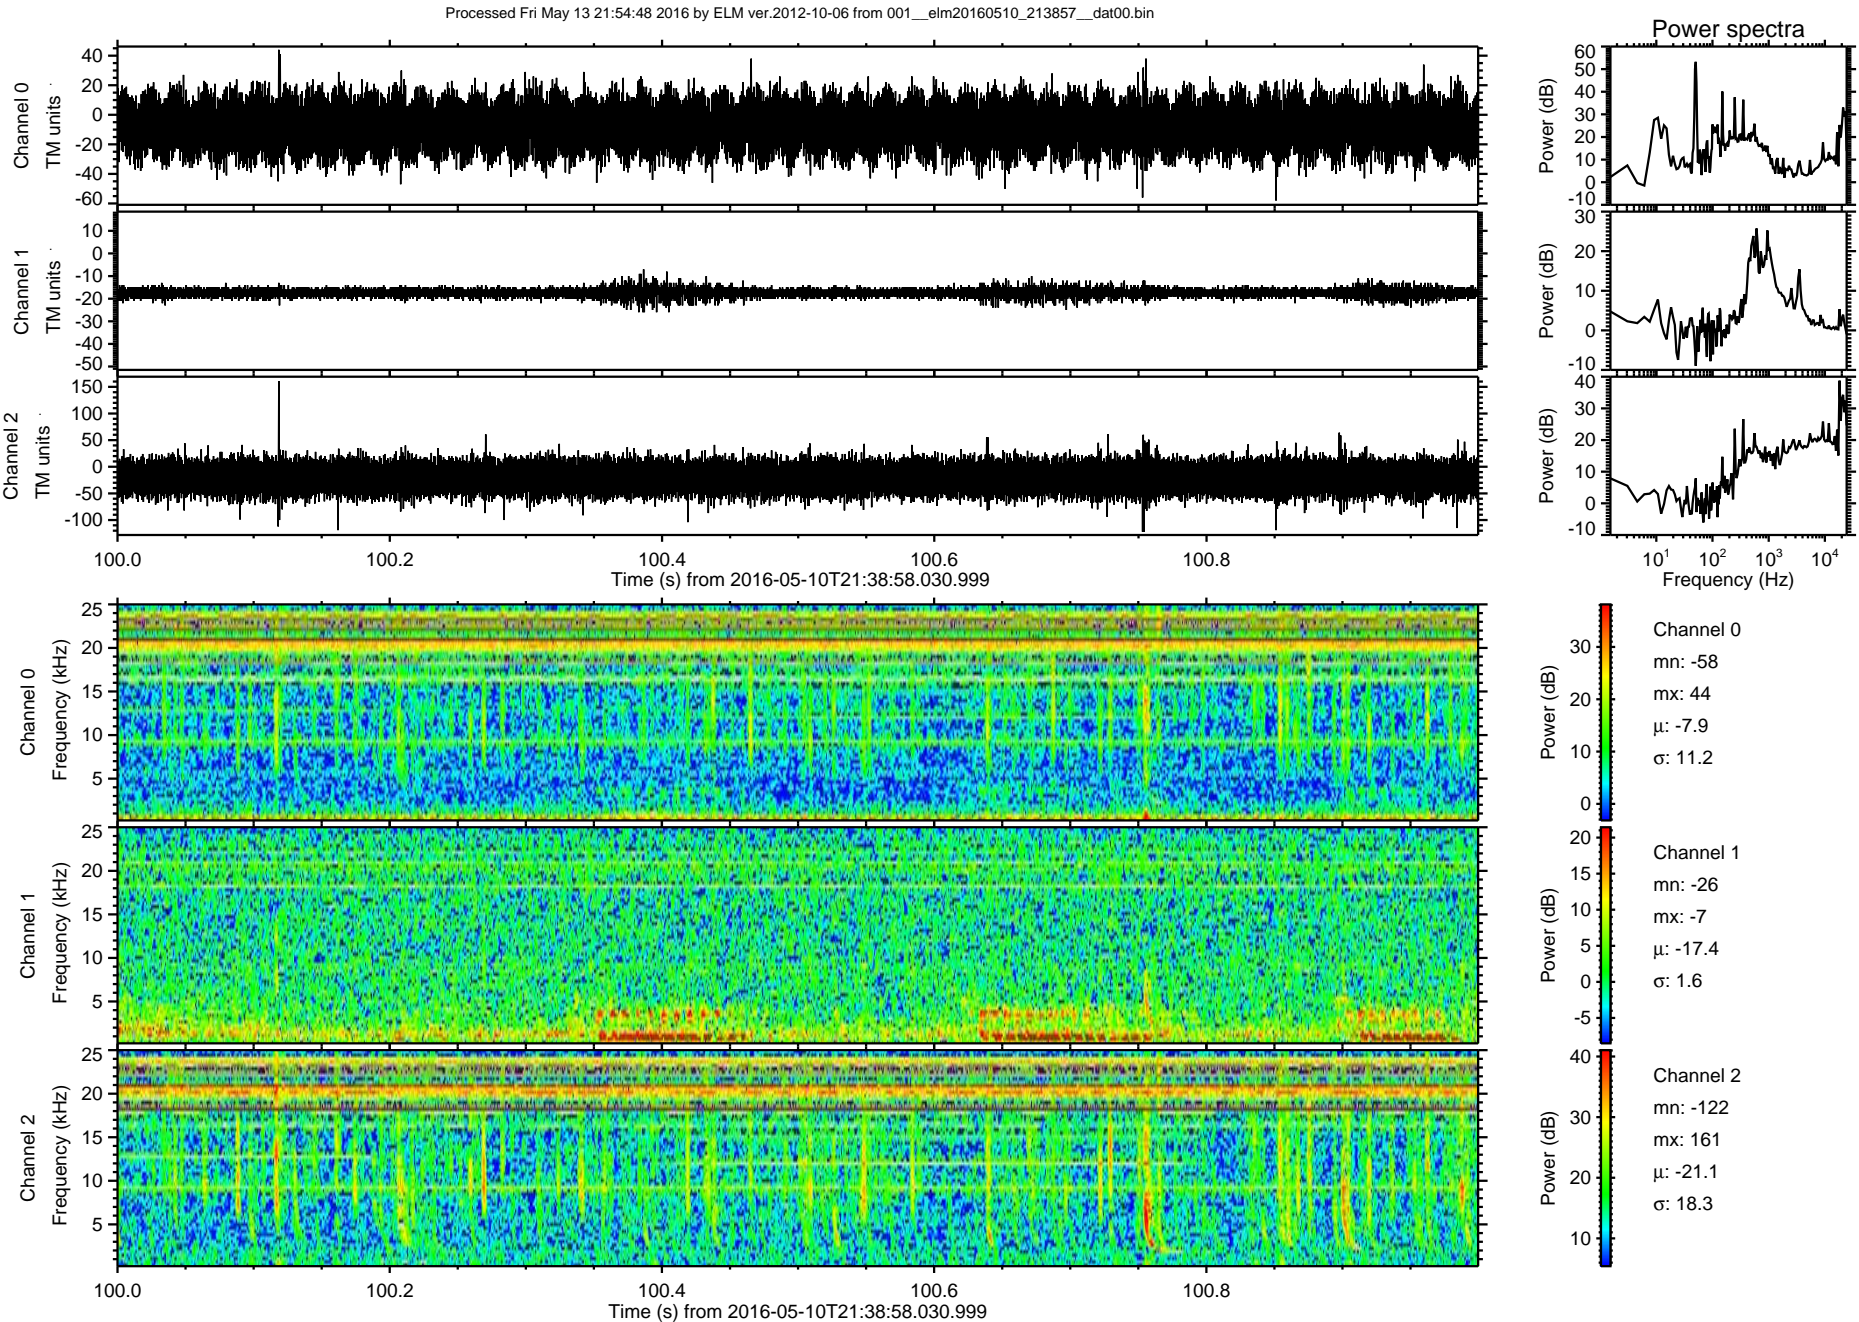 Processed Fri May 13 21:54:48 2016 by ELM ver.2012-10-06 from 001__elm20160510_213857__dat00.bin
Power spectra
Channel 0
TM units
40
20
0
-20
-40
-60
Power (dB)
60
50
40
30
20
10
0
-10
Channel 1
TM units
10
0
-10
-20
-30
-40
-50
Power (dB)
30
20
10
0
-10
Channel 2
TM units
150
100
50
0
-50
-100
Power (dB)
40
30
20
10
0
-10
100.0 100.2 100.4 100.6 100.8
Time (s) from 2016-05-10T21:38:58.030.999
10¹ 10² 10³ 10⁴
Frequency (Hz)
Channel 0
Frequency (kHz)
25
20
15
10
5
Power (dB)
30
20
10
0
Channel 0
mn: -58
mx: 44
μ: -7.9
σ: 11.2
Channel 1
Frequency (kHz)
25
20
15
10
5
Power (dB)
20
15
10
5
0
-5
Channel 1
mn: -26
mx: -7
μ: -17.4
σ: 1.6
Channel 2
Frequency (kHz)
25
20
15
10
5
Power (dB)
40
30
20
10
Channel 2
mn: -122
mx: 161
μ: -21.1
σ: 18.3
100.0 100.2 100.4 100.6 100.8
Time (s) from 2016-05-10T21:38:58.030.999